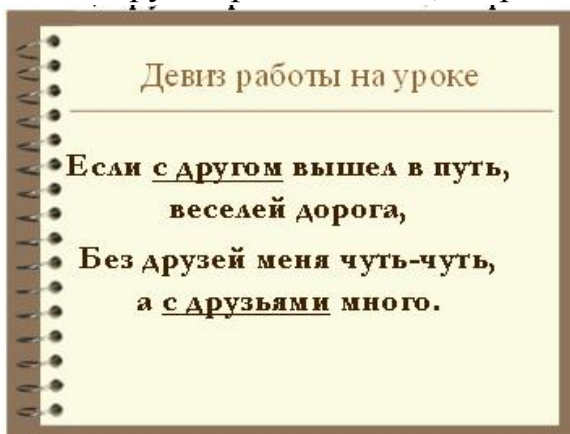 Девиз работы на уроке
Если с другом вышел в путь,
веселей дорога,
Без друзей меня чуть-чуть,
а с друзьями много.